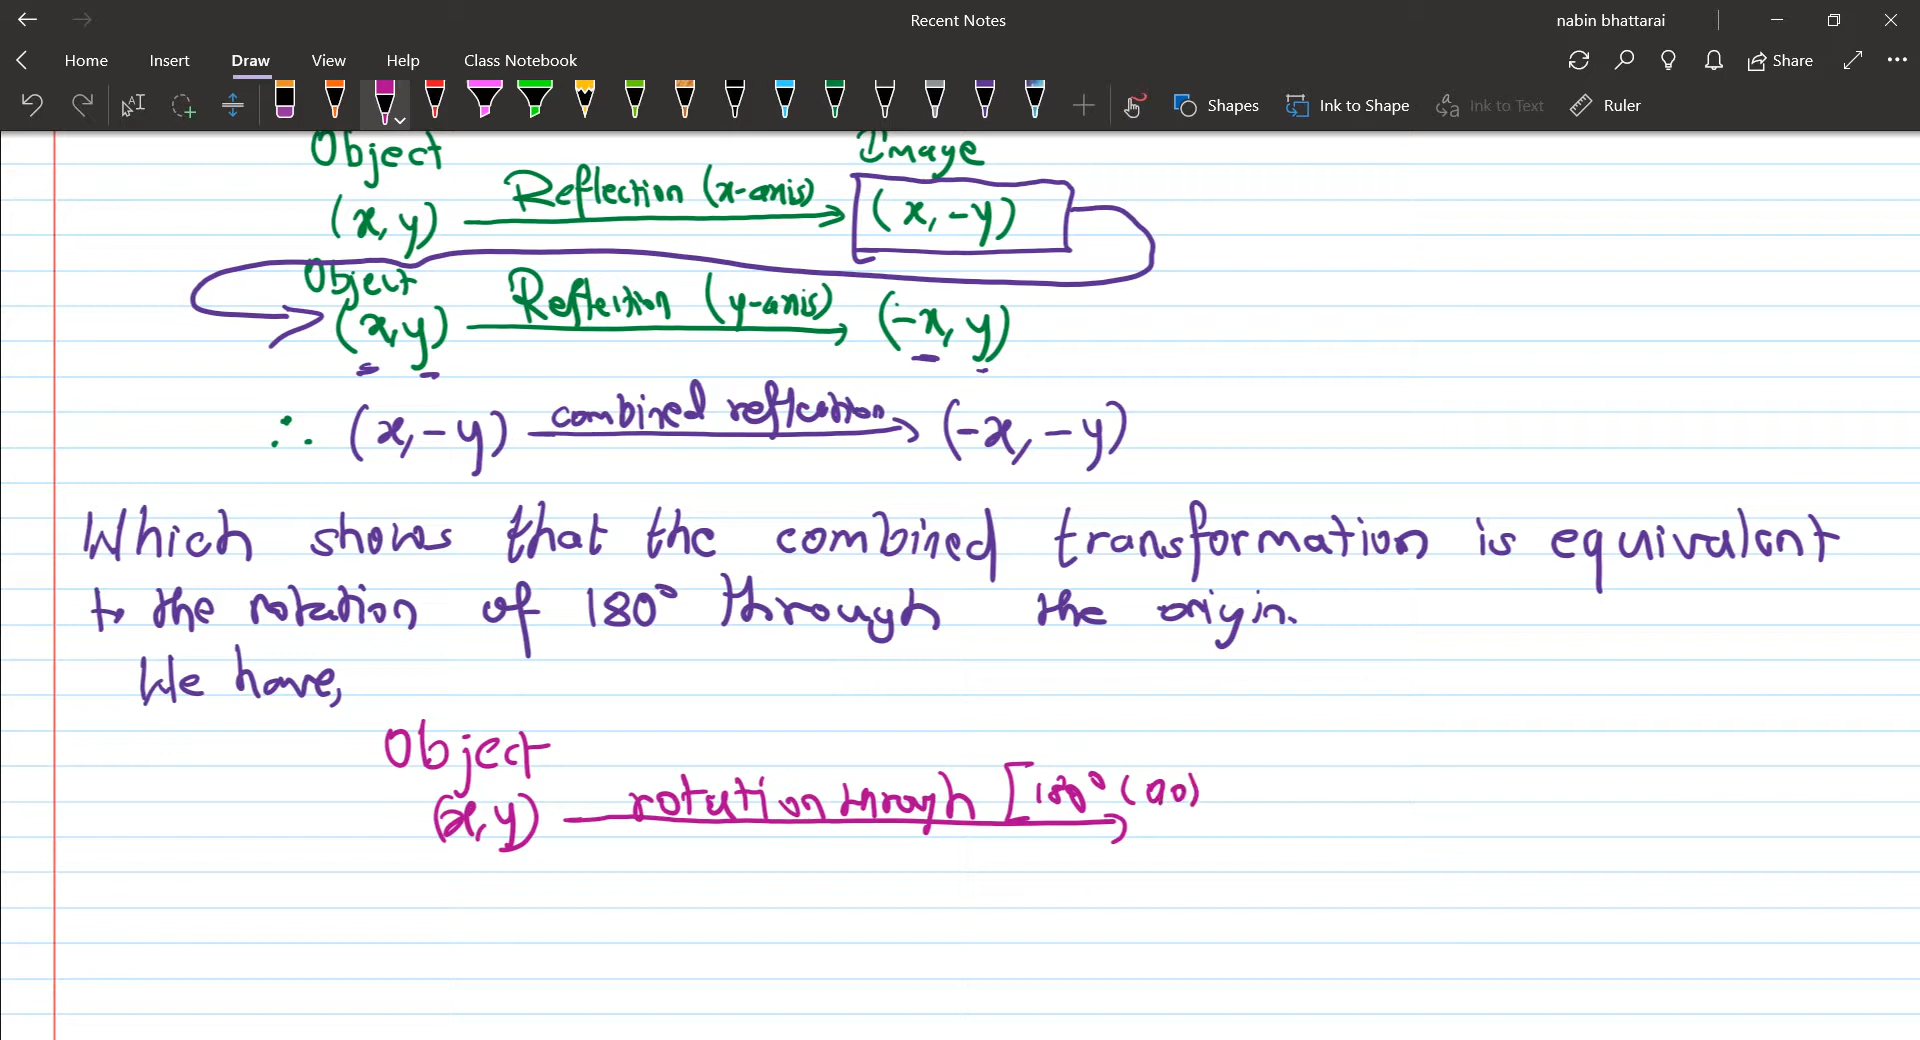 Recent Notes
nabin bhattarai
Home Insert Draw View Help Class Notebook
Share
Shapes Ink to Shape Ink to Text Ruler
Object Image
(x, y) Reflection (x-axis) (x, -y)
Object
(x, y) Reflection (y-axis) (-x, y)
∴ (x, -y) combined reflection (-x, -y)
Which shows that the combined transformation is equivalent
to the rotation of 180° through the origin.
We have,
Object
(x, y) rotation through [180° (0,0)